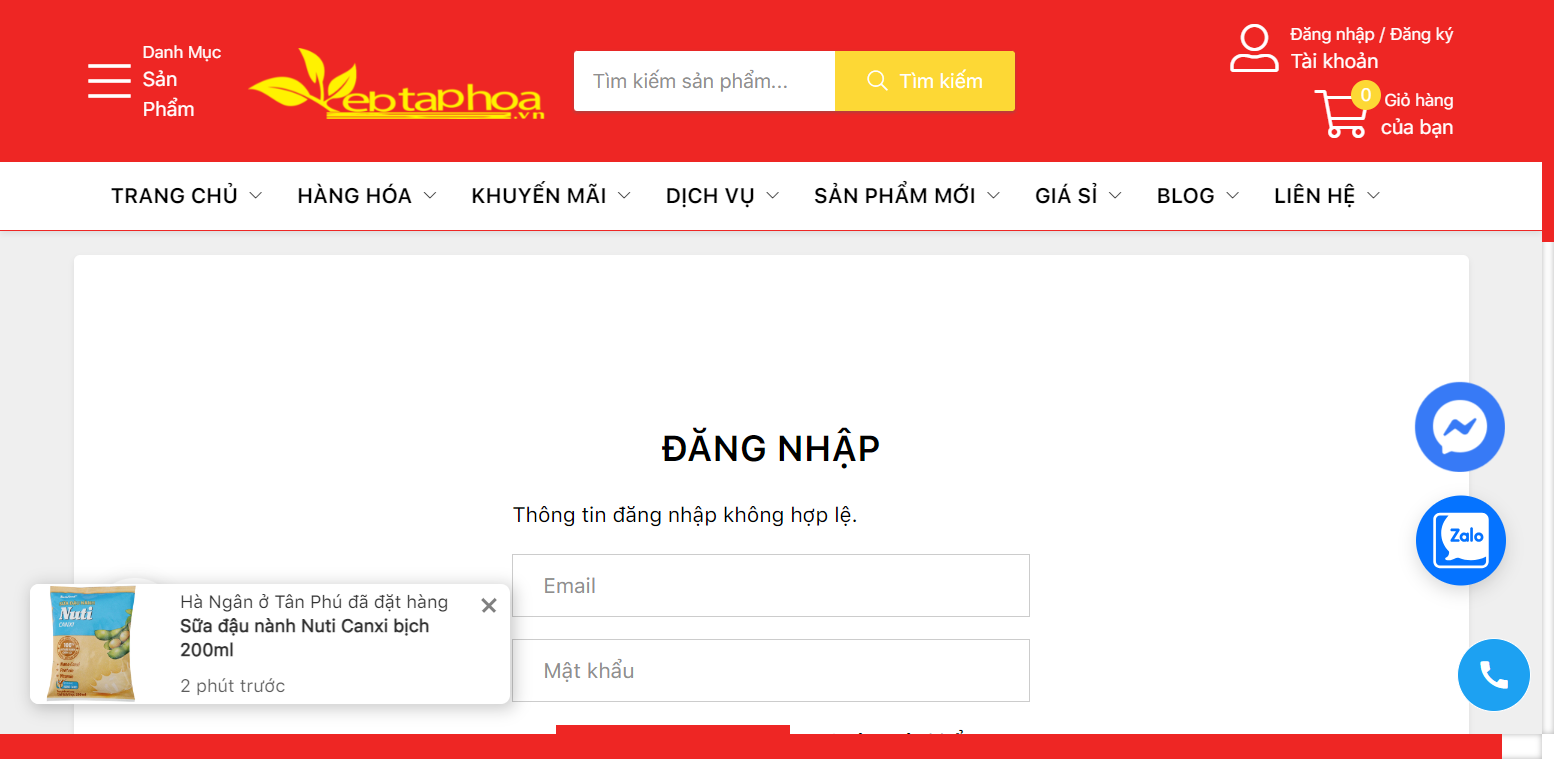 Danh Mục
Sản
Phẩm
ebtaphoa
.vn
Tìm kiếm sản phẩm...
Tìm kiếm
Đăng nhập / Đăng ký
Tài khoản
0
Giỏ hàng
của bạn
TRANG CHỦ
HÀNG HÓA
KHUYẾN MÃI
DỊCH VỤ
SẢN PHẨM MỚI
GIÁ SỈ
BLOG
LIÊN HỆ
ĐĂNG NHẬP
Thông tin đăng nhập không hợp lệ.
Email
Mật khẩu
Zalo
Nuti
CANXI
Hà Ngân ở Tân Phú đã đặt hàng
Sữa đậu nành Nuti Canxi bịch
200ml
2 phút trước